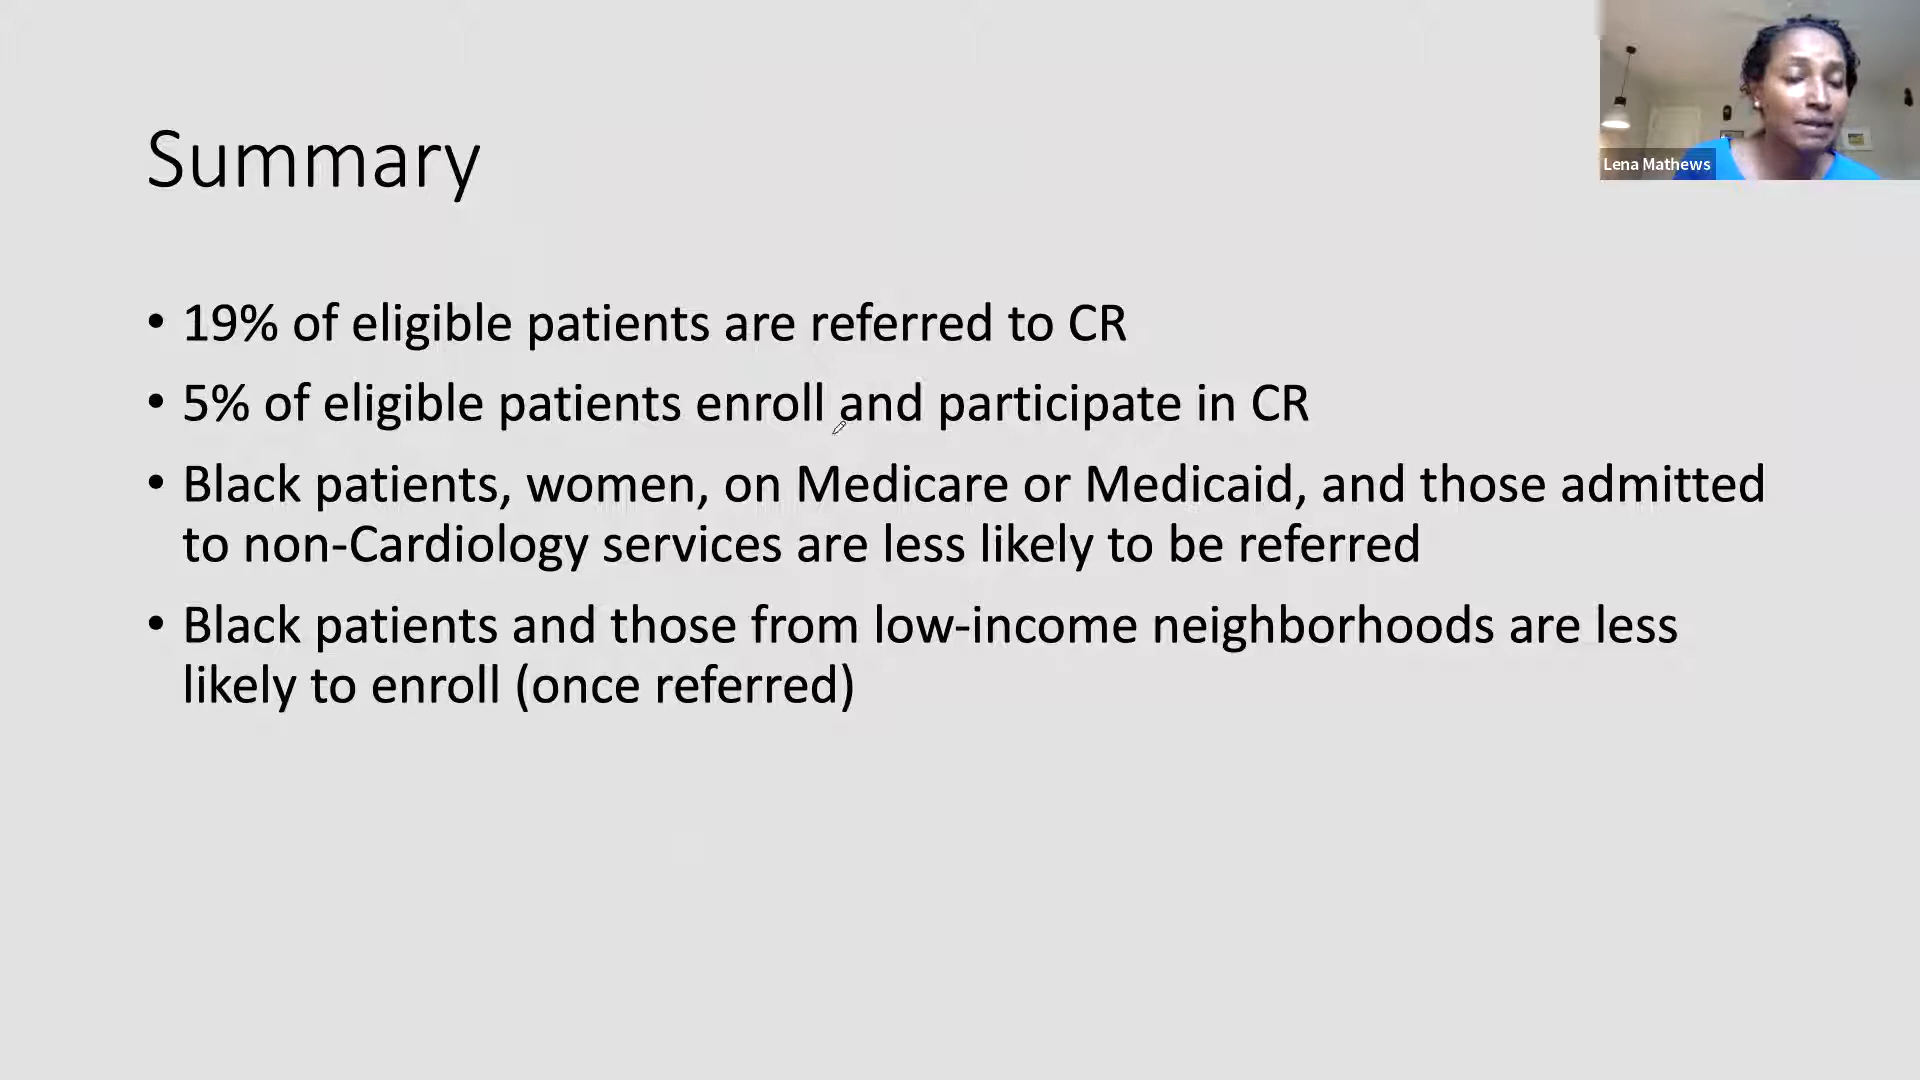 Summary
Lena Mathews
• 19% of eligible patients are referred to CR
• 5% of eligible patients enroll and participate in CR
• Black patients, women, on Medicare or Medicaid, and those admitted
to non-Cardiology services are less likely to be referred
• Black patients and those from low-income neighborhoods are less
likely to enroll (once referred)